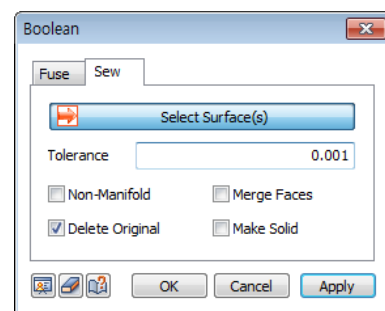 Boolean
Fuse Sew
Select Surface(s)
Tolerance 0.001
Non-Manifold Merge Faces
Delete Original Make Solid
OK Cancel Apply